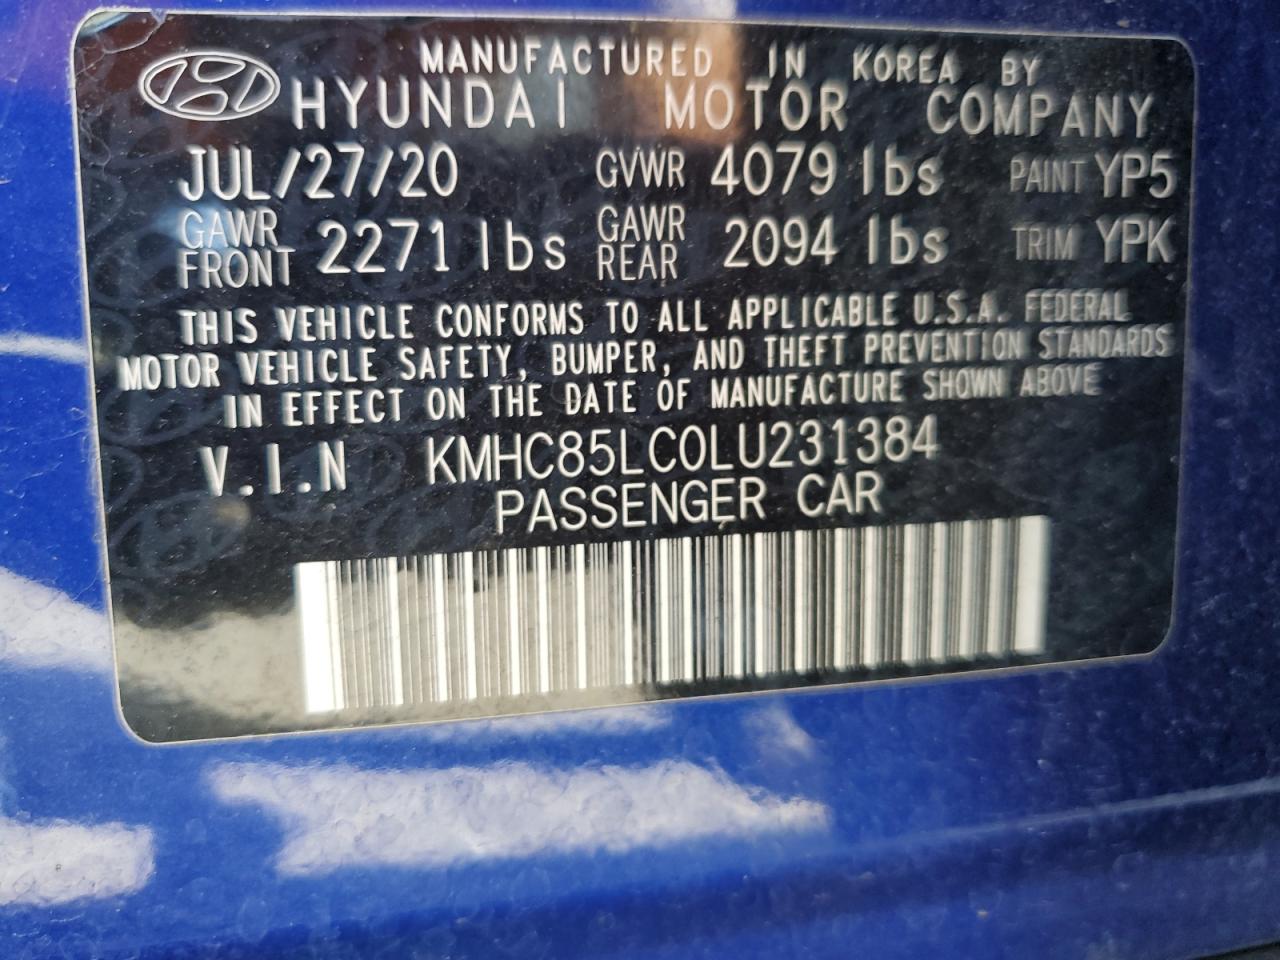 MANUFACTURED IN KOREA BY
HYUNDAI MOTOR COMPANY
JUL/27/20 GVWR 4079 lbs PAINT YP5
GAWR FRONT 2271 lbs GAWR REAR 2094 lbs TRIM YPK
THIS VEHICLE CONFORMS TO ALL APPLICABLE U.S.A. FEDERAL
MOTOR VEHICLE SAFETY, BUMPER, AND THEFT PREVENTION STANDARDS
IN EFFECT ON THE DATE OF MANUFACTURE SHOWN ABOVE
V.I.N KMHC85LC0LU231384
PASSENGER CAR